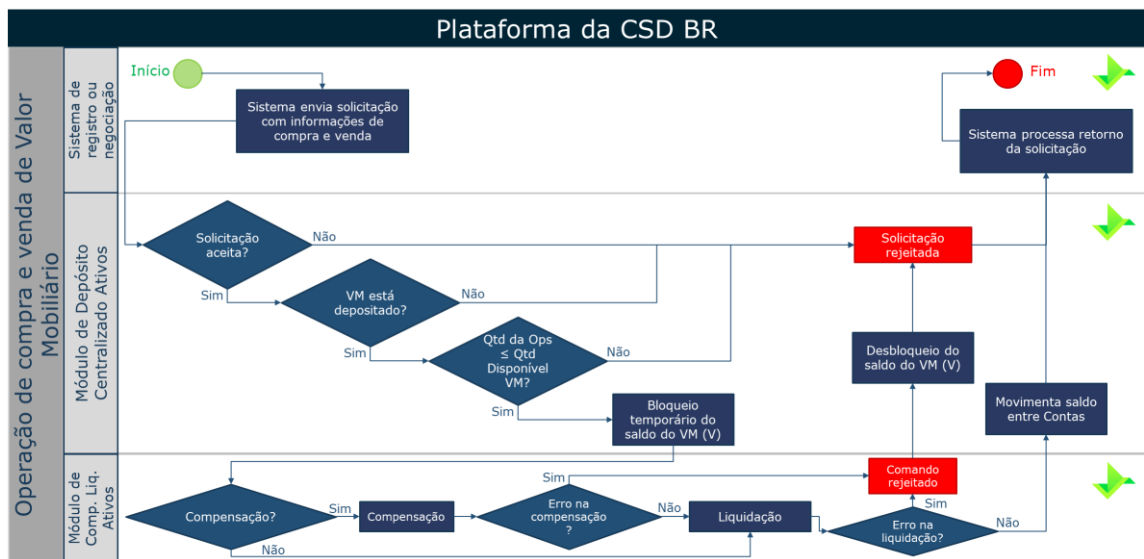 Plataforma da CSD BR
Operação de compra e venda de Valor
Mobiliário
Sistema de
registro ou
negociação
Início
Sistema envia solicitação
com informações de
compra e venda
Fim
Sistema processa retorno
da solicitação
Módulo de Depósito
Centralizado Ativos
Solicitação
aceita?
Não
Sim
VM está
depositado?
Não
Sim
Qtd da Ops
≤ Qtd
Disponível
VM?
Não
Sim
Bloqueio
temporário do
saldo do VM (V)
Solicitação
rejeitada
Desbloqueio do
saldo do VM (V)
Movimenta saldo
entre Contas
Módulo de
Comp. Liq.
Ativos
Compensação?
Sim
Não
Compensação
Erro na
compensação
?
Sim
Não
Liquidação
Comando
rejeitado
Sim
Erro na
liquidação?
Não